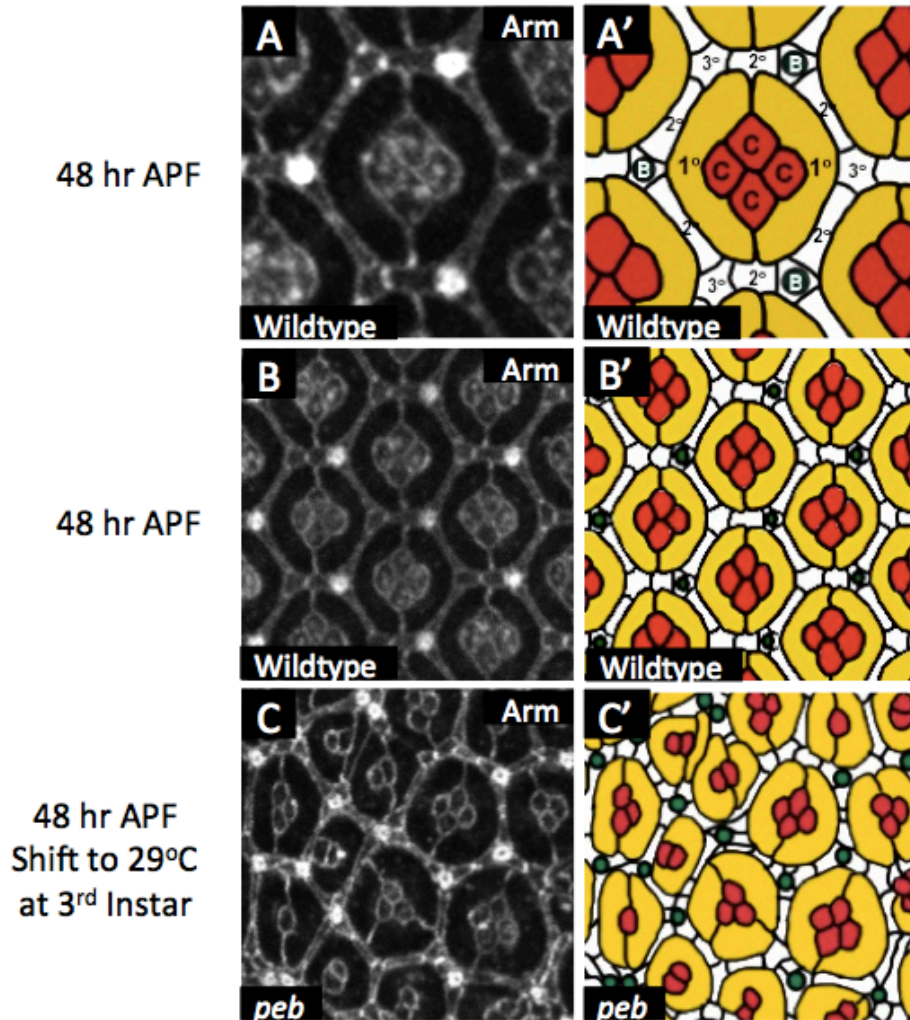 A
Arm
48 hr APF
Wildtype
A’
3° 2° B
2° 2°
B 1° C C C C 1° 3°
2° 2°
3° 2° B
Wildtype
B
Arm
48 hr APF
Wildtype
B’
Wildtype
C
Arm
48 hr APF
Shift to 29°C
at 3rd Instar
peb
C’
peb